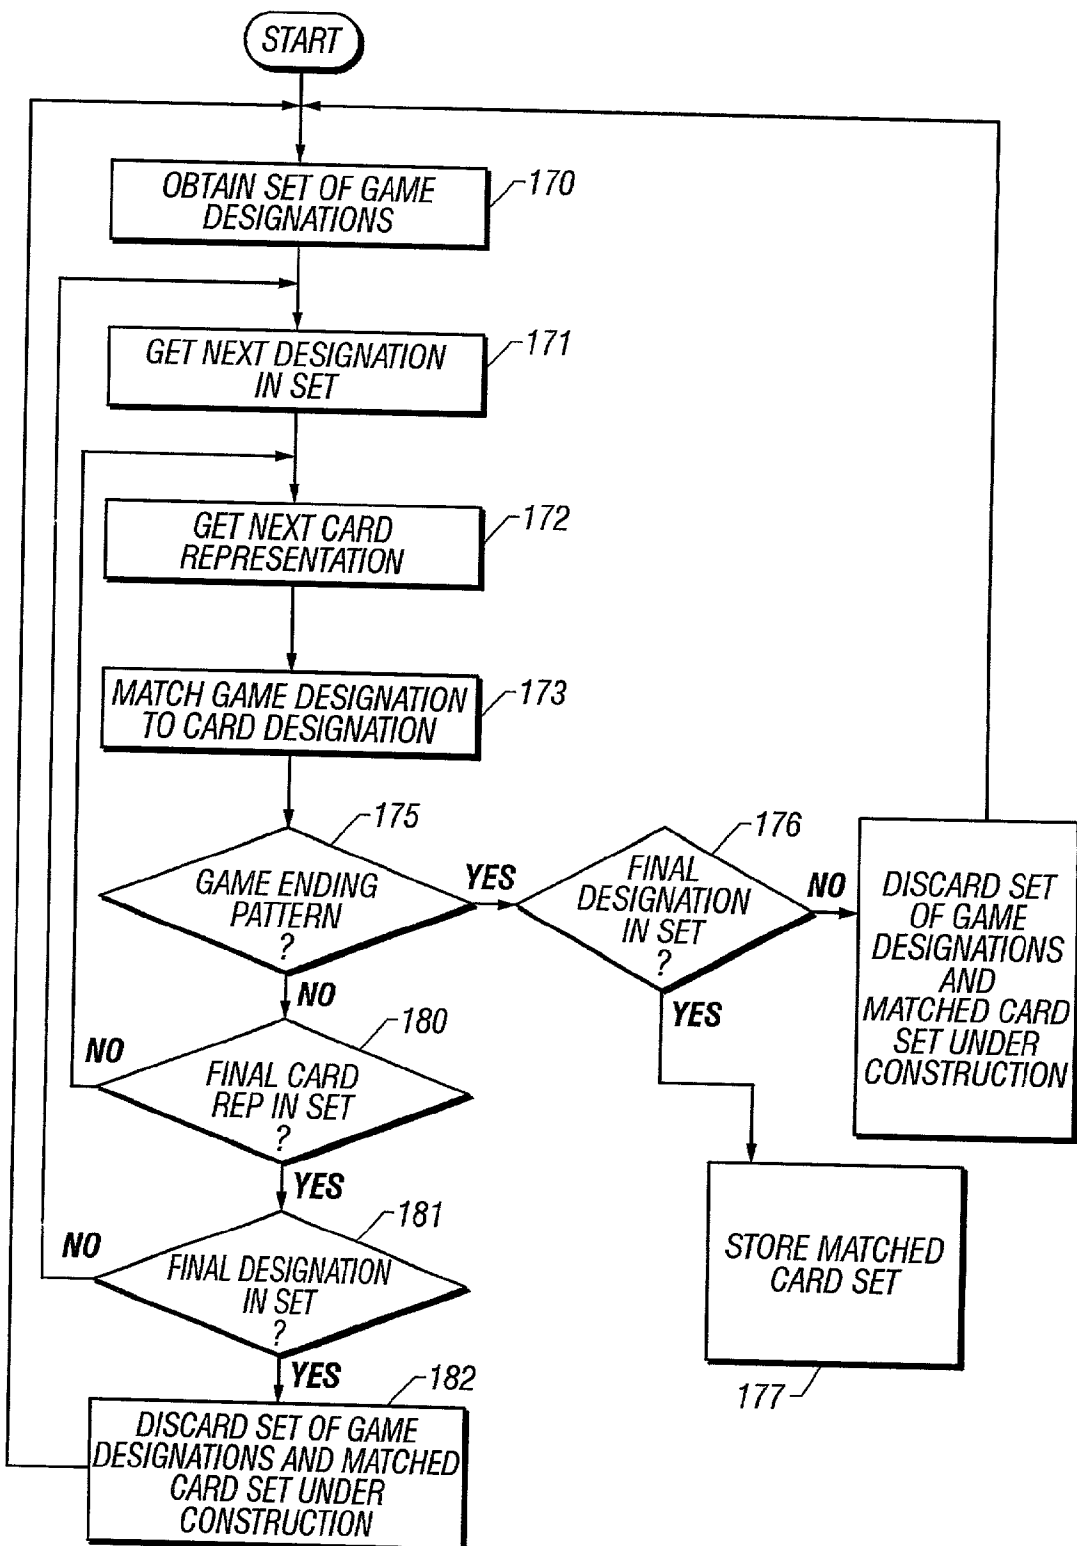 START
OBTAIN SET OF GAME
DESIGNATIONS
170
GET NEXT DESIGNATION
IN SET
171
GET NEXT CARD
REPRESENTATION
172
MATCH GAME DESIGNATION
TO CARD DESIGNATION
173
GAME ENDING
PATTERN
?
175
YES
NO
FINAL
DESIGNATION
IN SET
?
176
NO
YES
DISCARD SET
OF GAME
DESIGNATIONS
AND
MATCHED CARD
SET UNDER
CONSTRUCTION
FINAL CARD
REP IN SET
?
180
NO
YES
STORE MATCHED
CARD SET
177
FINAL DESIGNATION
IN SET
?
181
NO
YES
DISCARD SET OF GAME
DESIGNATIONS AND MATCHED
CARD SET UNDER
CONSTRUCTION
182